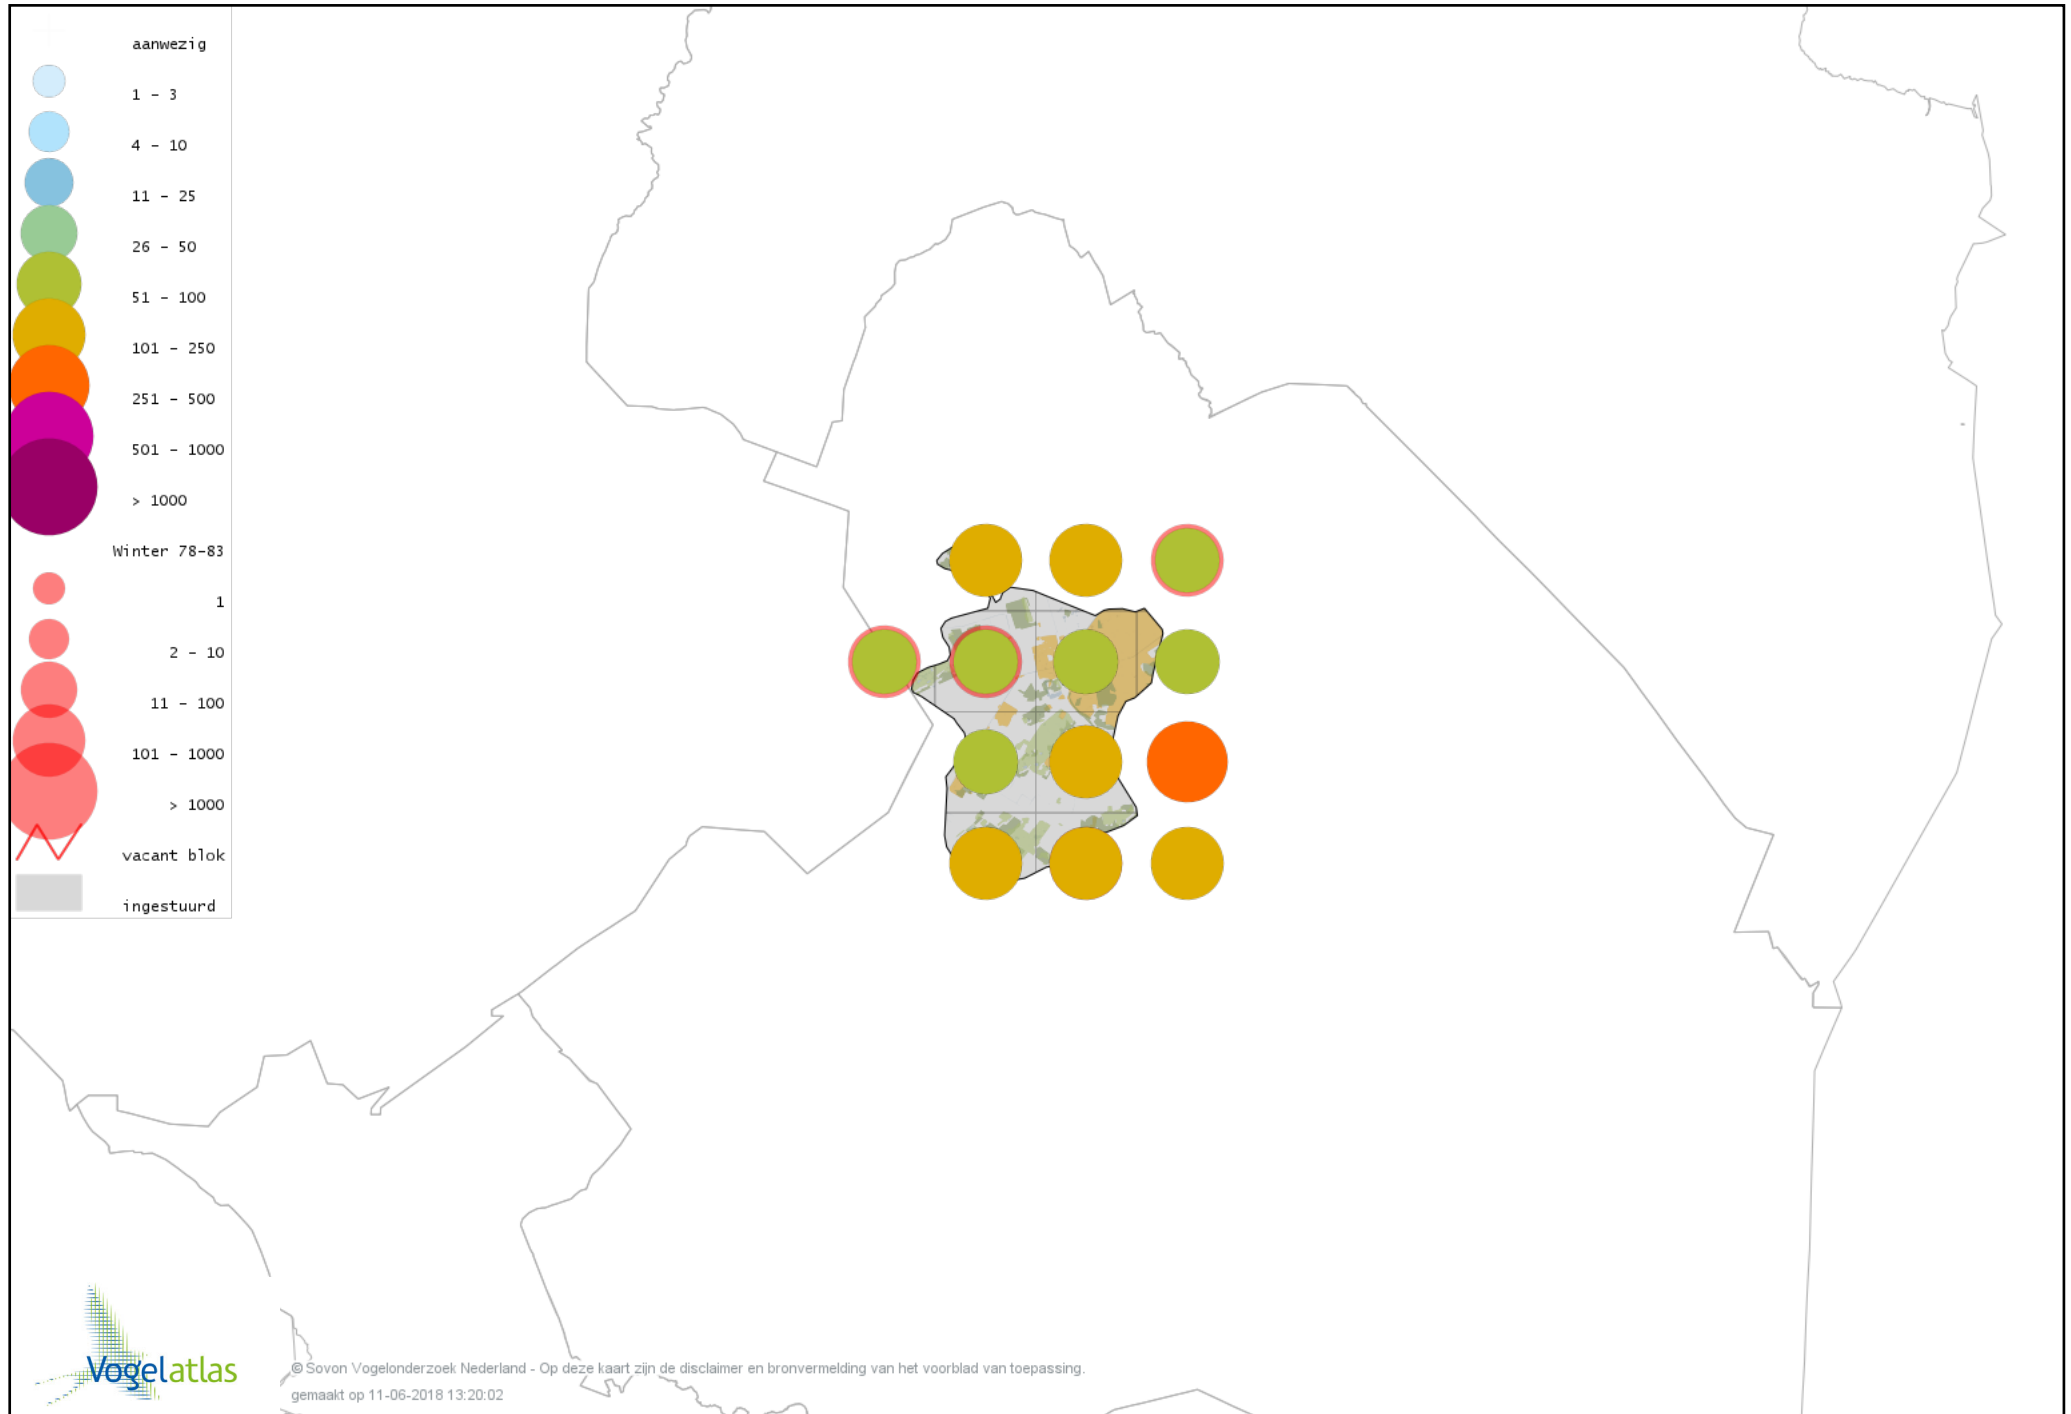 aanwezig
1 – 3
4 – 10
11 – 25
26 – 50
51 – 100
101 – 250
251 – 500
501 – 1000
> 1000
Winter 78–83
1
2 – 10
11 – 100
101 – 1000
> 1000
vacant blok
ingestuurd
Vogelatlas
© Sovon Vogelonderzoek Nederland - Op deze kaart zijn de disclaimer en bronvermelding van het voorblad van toepassing.
gemaakt op 11-06-2018 13:20:02